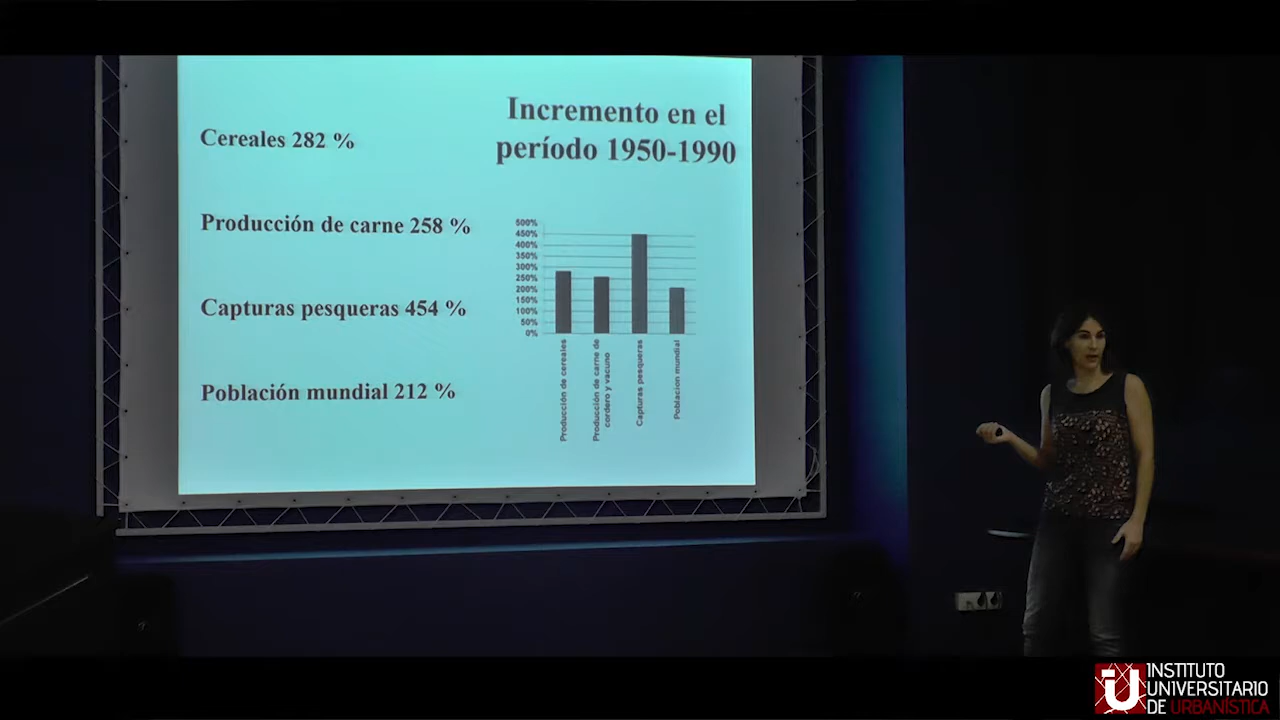 Incremento en el
período 1950-1990
Cereales 282 %
Producción de carne 258 %
Capturas pesqueras 454 %
Población mundial 212 %
500%
450%
400%
350%
300%
250%
200%
150%
100%
50%
0%
Producción de cereales
Producción de carne de
cordero y vacuno
Capturas pesqueras
Poblacion mundial
IU INSTITUTO
UNIVERSITARIO
DE URBANÍSTICA